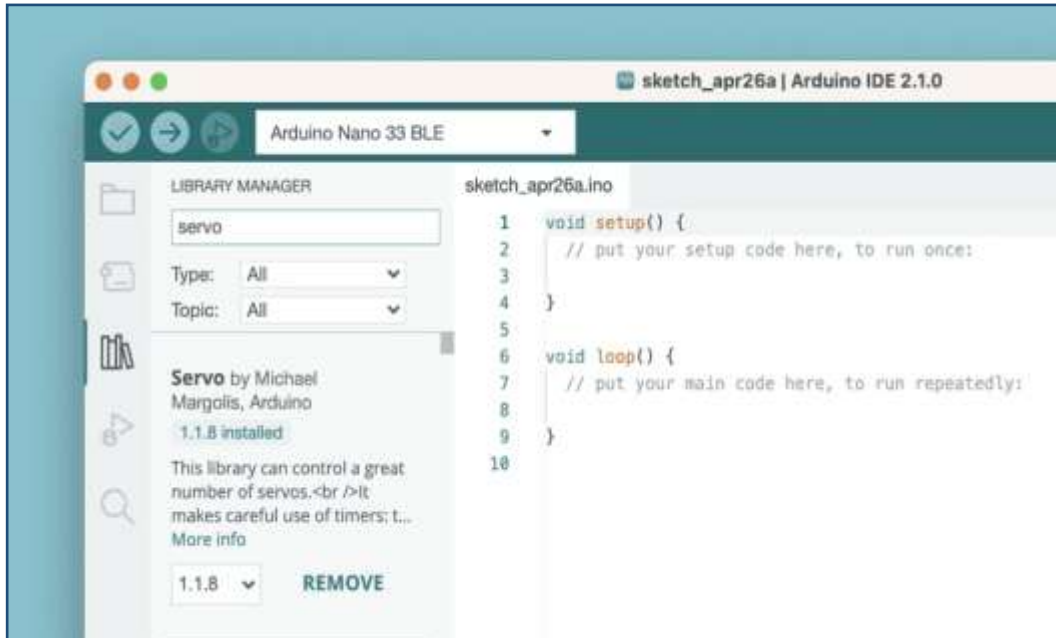 sketch_apr26a | Arduino IDE 2.1.0
Arduino Nano 33 BLE
LIBRARY MANAGER
servo
Type: All
Topic: All
Servo by Michael
Margolis, Arduino
1.1.8 installed
This library can control a great
number of servos.<br />It
makes careful use of timers: t...
More info
1.1.8 REMOVE
sketch_apr26a.ino
1 void setup() {
2 // put your setup code here, to run once:
3
4 }
5
6 void loop() {
7 // put your main code here, to run repeatedly:
8
9 }
10